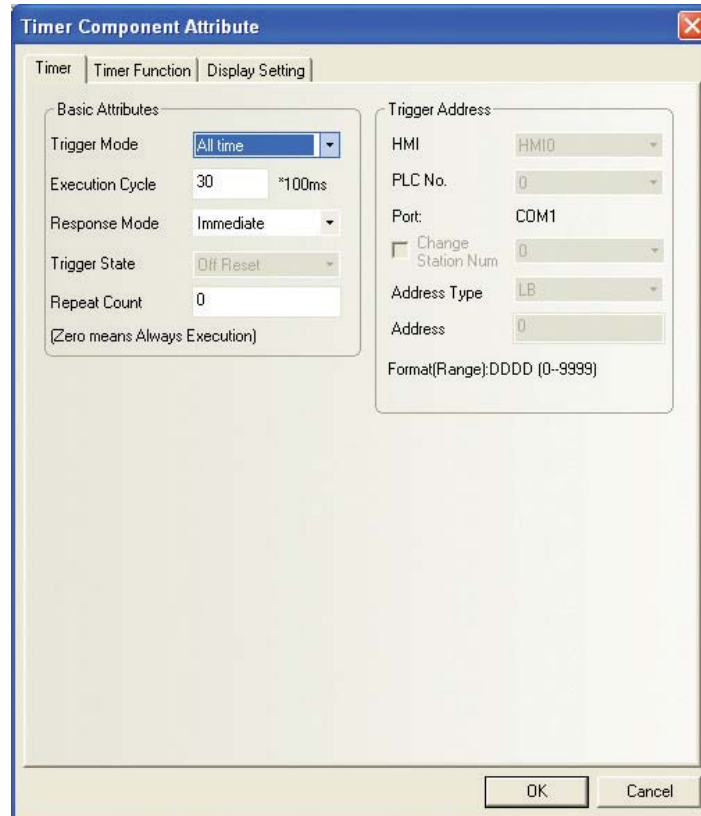 Timer Component Attribute
Timer
Timer Function
Display Setting
Basic Attributes
Trigger Mode All time
Execution Cycle 30 *100ms
Response Mode Immediate
Trigger State Off Reset
Repeat Count 0
(Zero means Always Execution)
Trigger Address
HMI HMI0
PLC No. 0
Port: COM1
Change
Station Num 0
Address Type LB
Address 0
Format(Range):DDDD (0--9999)
OK
Cancel